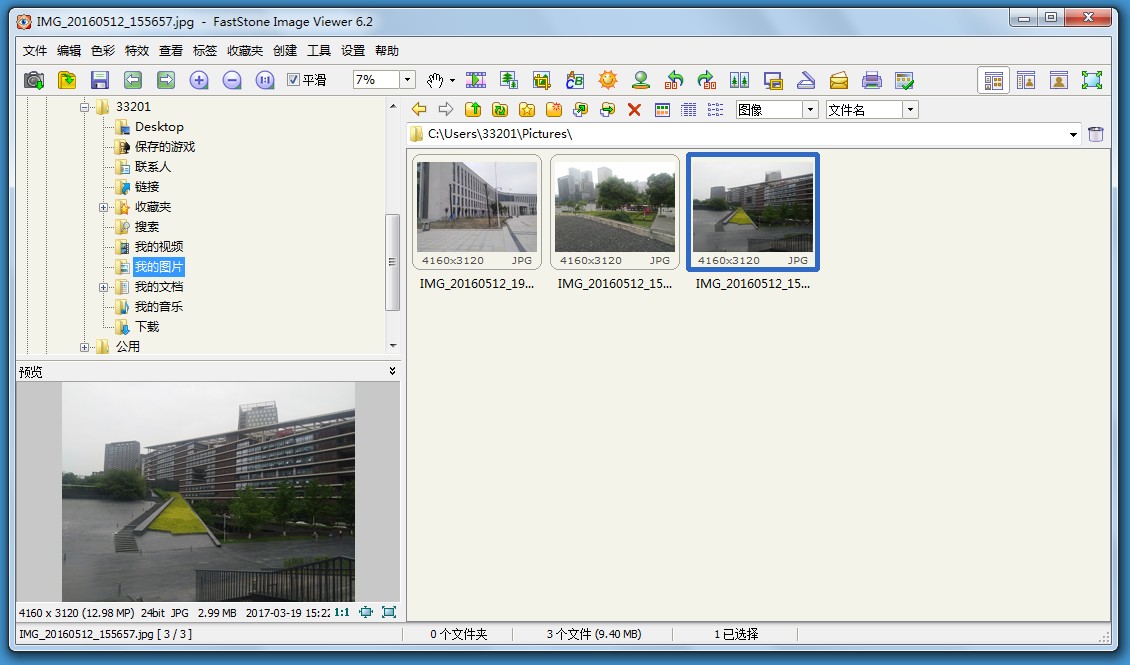 IMG_20160512_155657.jpg - FastStone Image Viewer 6.2
文件 编辑 色彩 特效 查看 标签 收藏夹 创建 工具 设置 帮助
平滑 7%
图像 文件名
C:\Users\33201\Pictures\
33201
Desktop
保存的游戏
联系人
链接
收藏夹
搜索
我的视频
我的图片
我的文档
我的音乐
下载
公用
4160x3120 JPG
IMG_20160512_19...
4160x3120 JPG
IMG_20160512_15...
4160x3120 JPG
IMG_20160512_15...
预览
4160 x 3120 (12.98 MP) 24bit JPG 2.99 MB 2017-03-19 15:22 1:1
IMG_20160512_155657.jpg [ 3 / 3 ]
0 个文件夹
3 个文件 (9.40 MB)
1 已选择